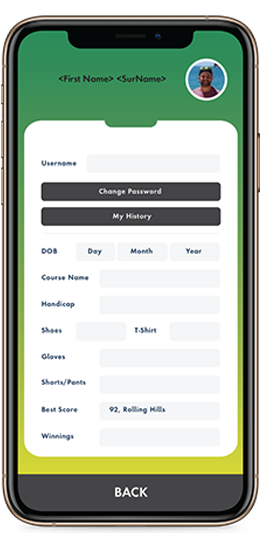 <First Name> <SurName>
Username
Change Password
My History
DOB Day Month Year
Course Name
Handicap
Shoes T-Shirt
Gloves
Shorts/Pants
Best Score 92, Rolling Hills
Winnings
BACK